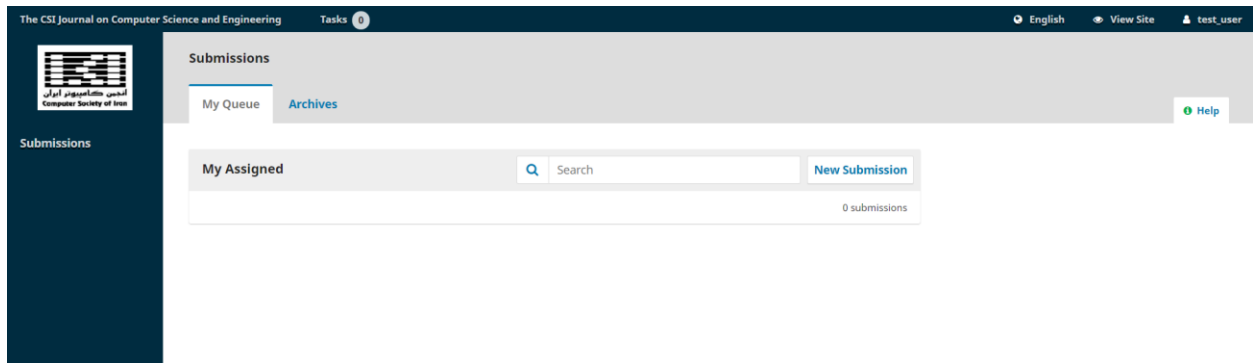 The CSI Journal on Computer Science and Engineering Tasks 0 English View Site test_user
انجمن کامپیوتر ایران
Computer Society of Iran
Submissions
Submissions
My Queue Archives Help
My Assigned Search New Submission
0 submissions